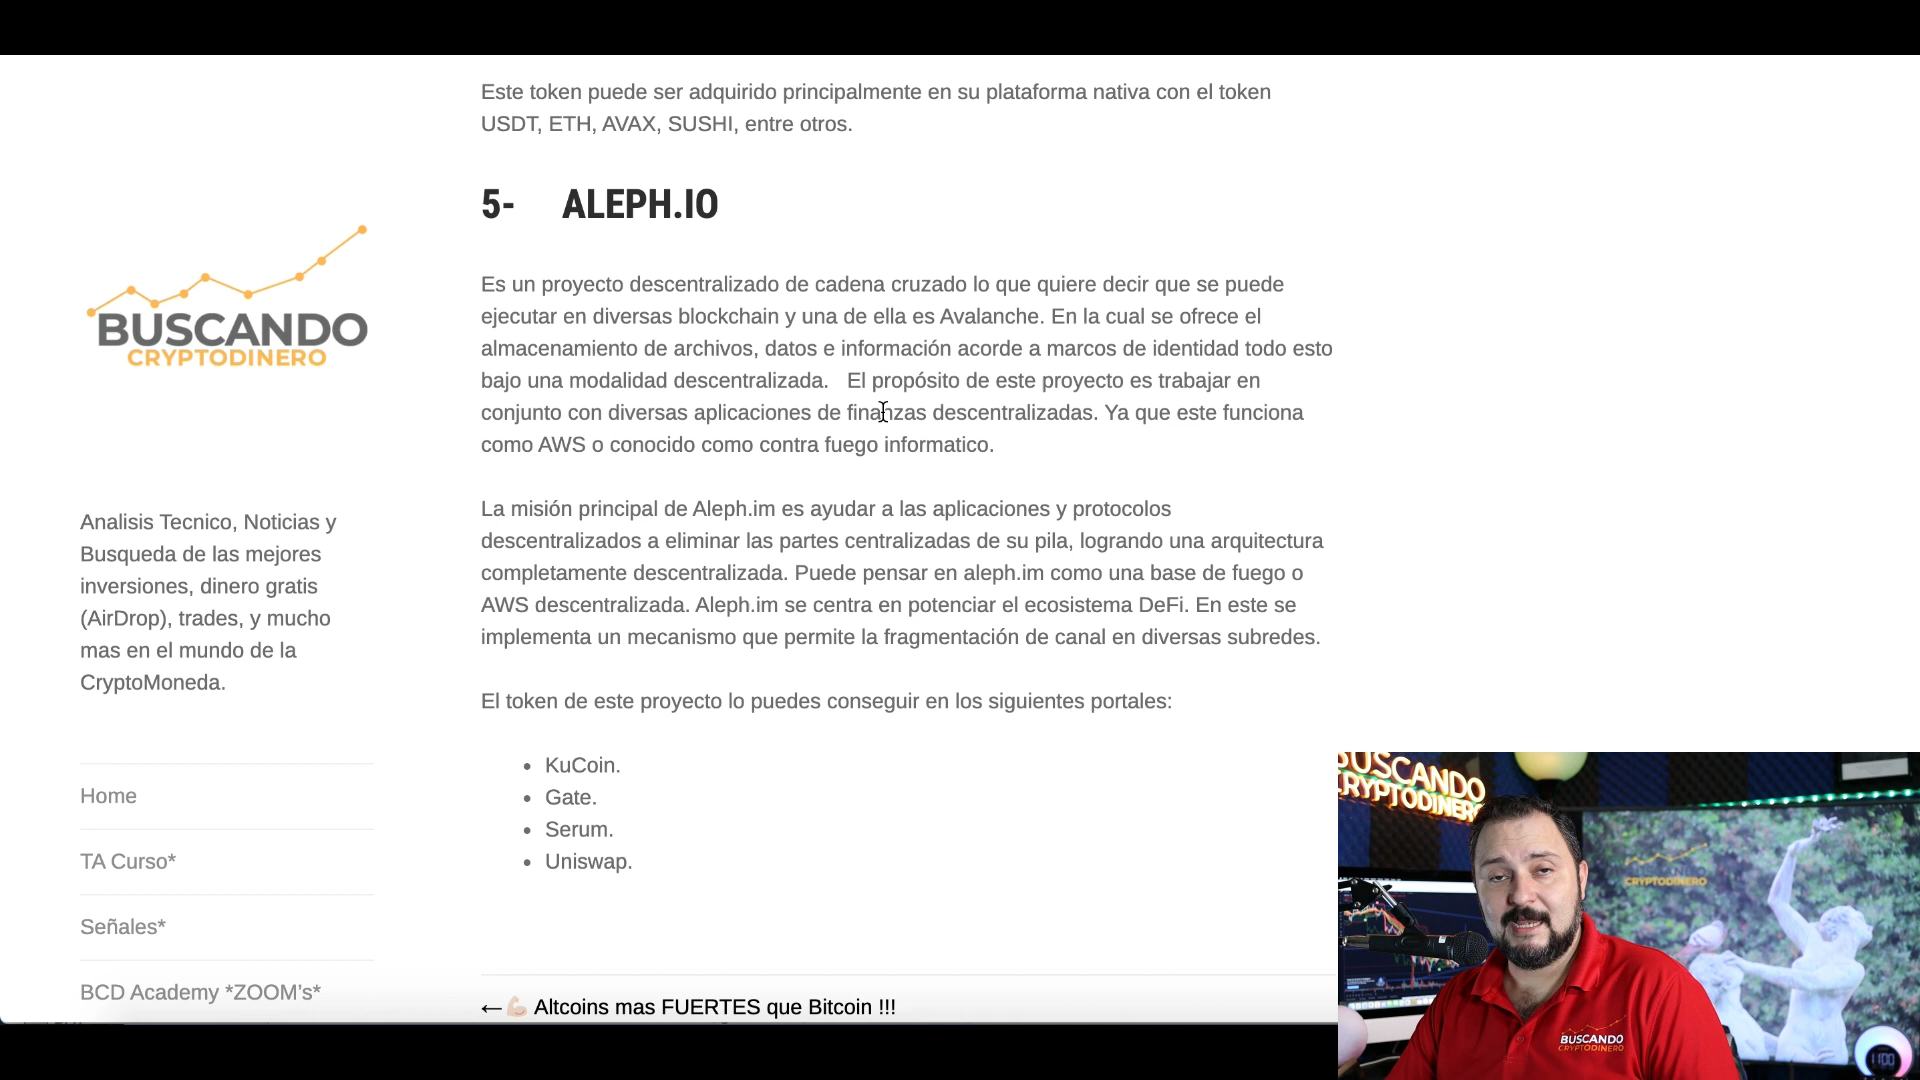 Este token puede ser adquirido principalmente en su plataforma nativa con el token
USDT, ETH, AVAX, SUSHI, entre otros.
5- ALEPH.IO
Es un proyecto descentralizado de cadena cruzado lo que quiere decir que se puede
ejecutar en diversas blockchain y una de ella es Avalanche. En la cual se ofrece el
almacenamiento de archivos, datos e información acorde a marcos de identidad todo esto
bajo una modalidad descentralizada. El propósito de este proyecto es trabajar en
conjunto con diversas aplicaciones de finanzas descentralizadas. Ya que este funciona
como AWS o conocido como contra fuego informatico.
La misión principal de Aleph.im es ayudar a las aplicaciones y protocolos
descentralizados a eliminar las partes centralizadas de su pila, logrando una arquitectura
completamente descentralizada. Puede pensar en aleph.im como una base de fuego o
AWS descentralizada. Aleph.im se centra en potenciar el ecosistema DeFi. En este se
implementa un mecanismo que permite la fragmentación de canal en diversas subredes.
El token de este proyecto lo puedes conseguir en los siguientes portales:
• KuCoin.
• Gate.
• Serum.
• Uniswap.
←💪🏻 Altcoins mas FUERTES que Bitcoin !!!
BUSCANDO
CRYPTODINERO
Analisis Tecnico, Noticias y
Busqueda de las mejores
inversiones, dinero gratis
(AirDrop), trades, y mucho
mas en el mundo de la
CryptoMoneda.
Home
TA Curso*
Señales*
BCD Academy *ZOOM's*
BUSCANDO
CRYPTODINERO
CRYPTODINERO
BUSCANDO
CRYPTODINERO